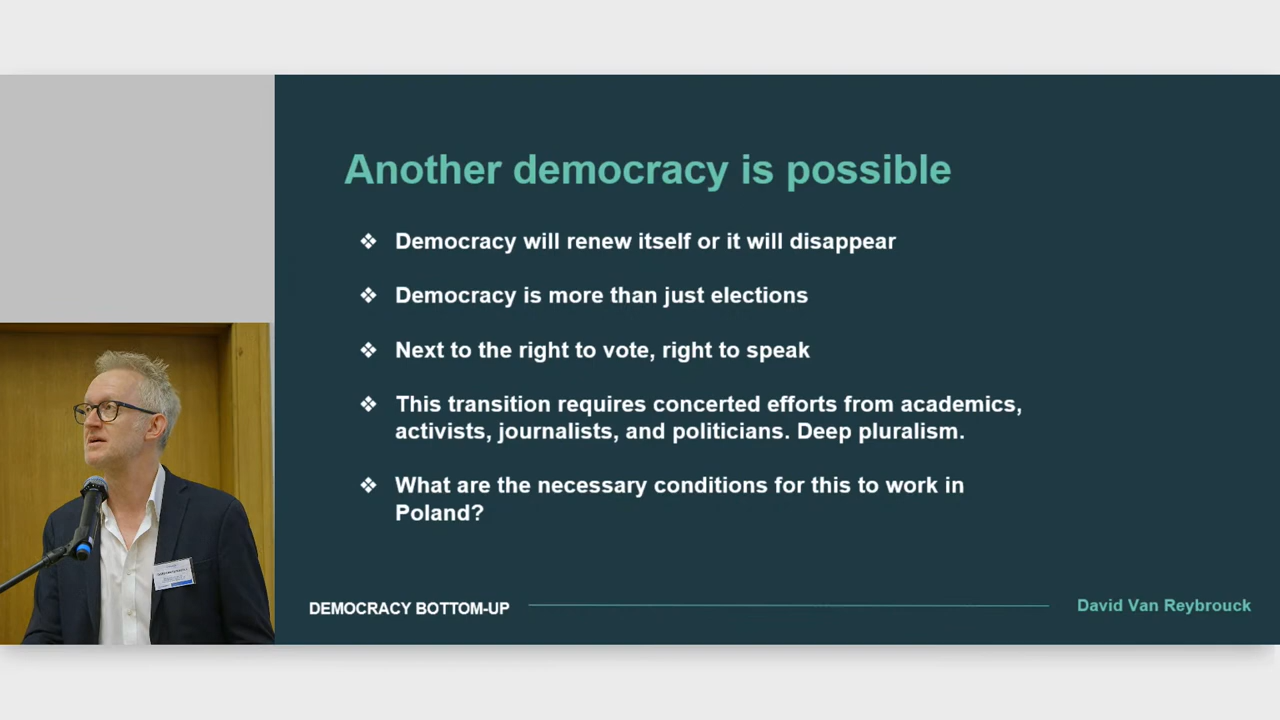 Another democracy is possible
❖ Democracy will renew itself or it will disappear
❖ Democracy is more than just elections
❖ Next to the right to vote, right to speak
❖ This transition requires concerted efforts from academics,
activists, journalists, and politicians. Deep pluralism.
❖ What are the necessary conditions for this to work in
Poland?
DEMOCRACY BOTTOM-UP
David Van Reybrouck